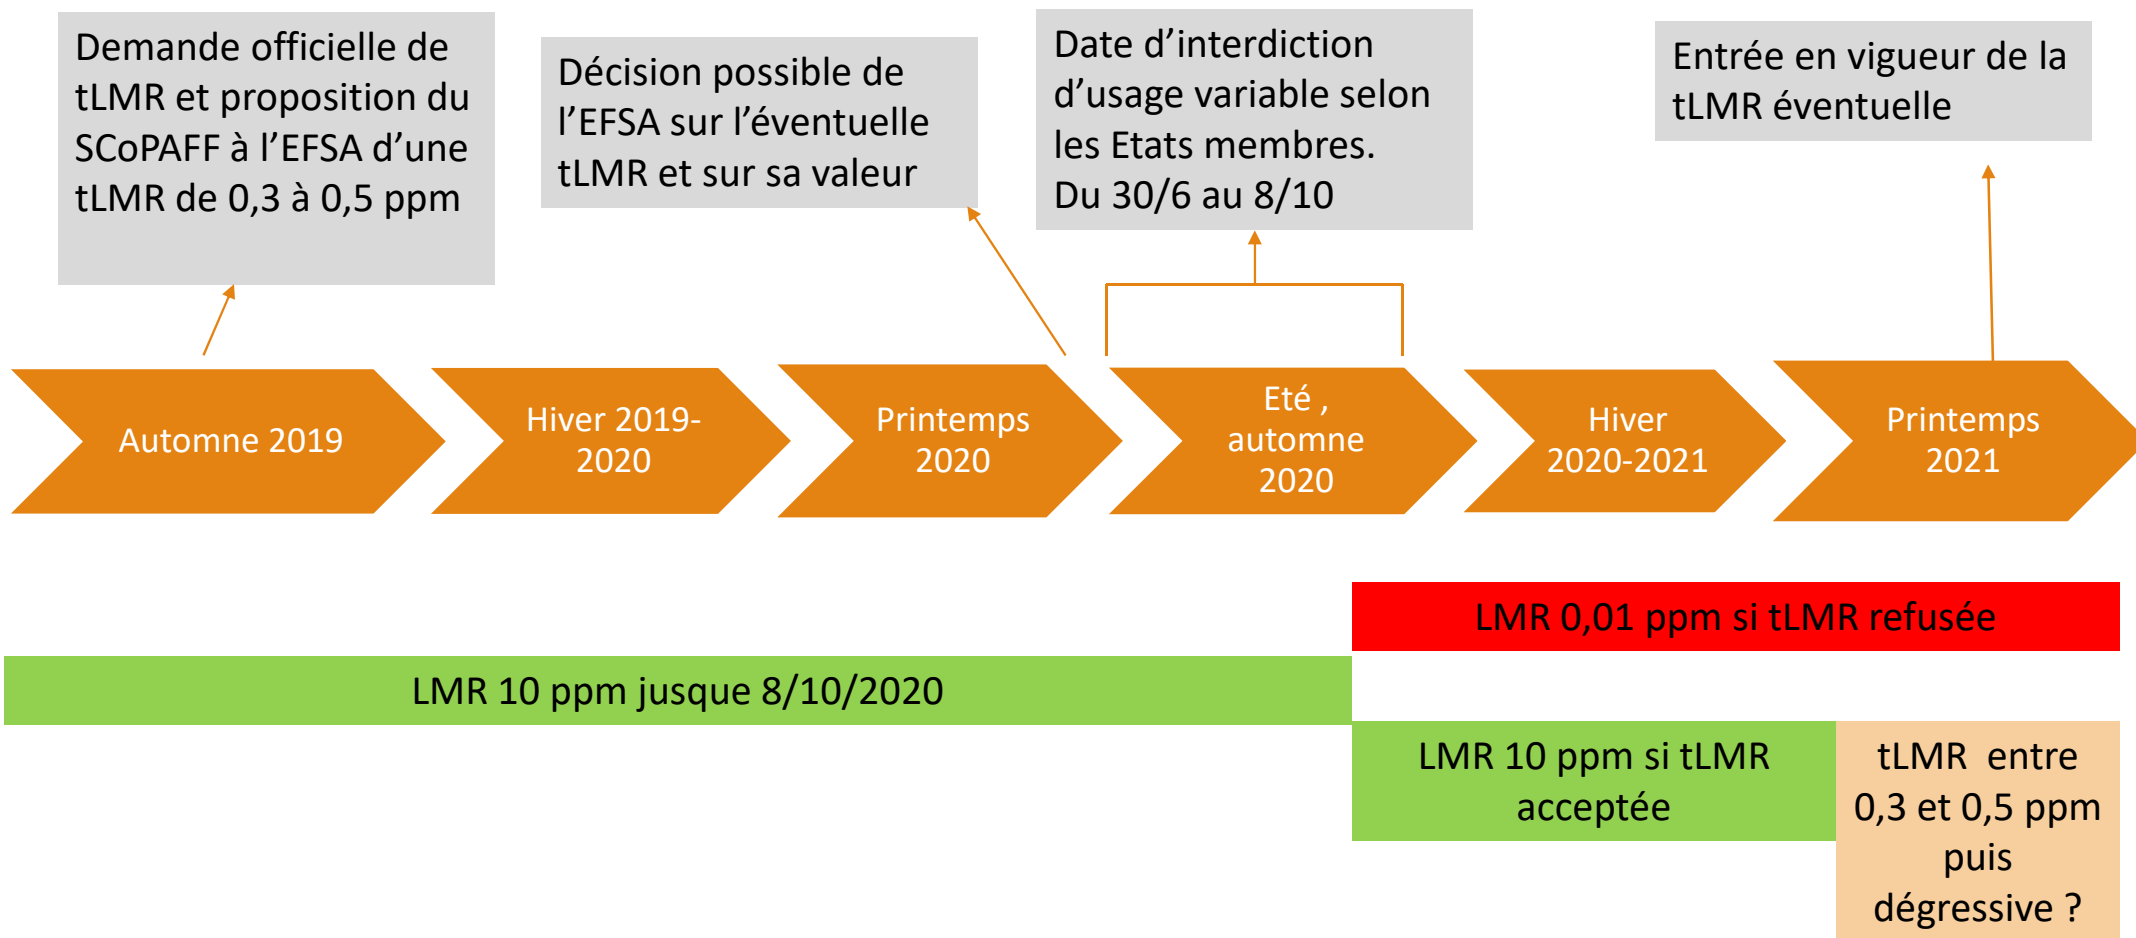 Demande officielle de
tLMR et proposition du
SCoPAFF à l’EFSA d’une
tLMR de 0,3 à 0,5 ppm
Décision possible de
l’EFSA sur l’éventuelle
tLMR et sur sa valeur
Date d’interdiction
d’usage variable selon
les Etats membres.
Du 30/6 au 8/10
Entrée en vigueur de la
tLMR éventuelle
Automne 2019
Hiver 2019-
2020
Printemps
2020
Eté ,
automne
2020
Hiver
2020-2021
Printemps
2021
LMR 0,01 ppm si tLMR refusée
LMR 10 ppm jusque 8/10/2020
LMR 10 ppm si tLMR
acceptée
tLMR entre
0,3 et 0,5 ppm
puis
dégressive ?